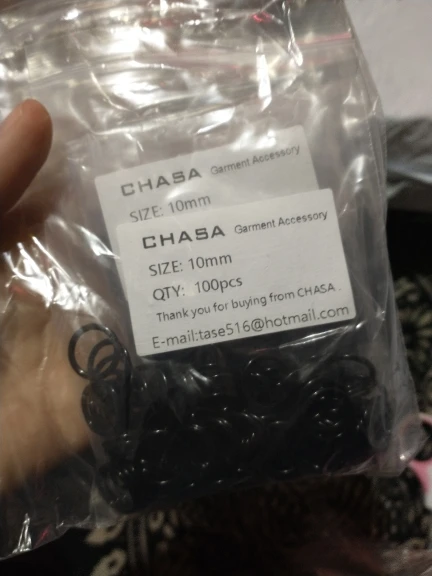 CHASA Garment Accessory
SIZE: 10mm
CHASA Garment Accessory
SIZE: 10mm
QTY: 100pcs
Thank you for buying from CHASA.
E-mail:tase516@hotmail.com